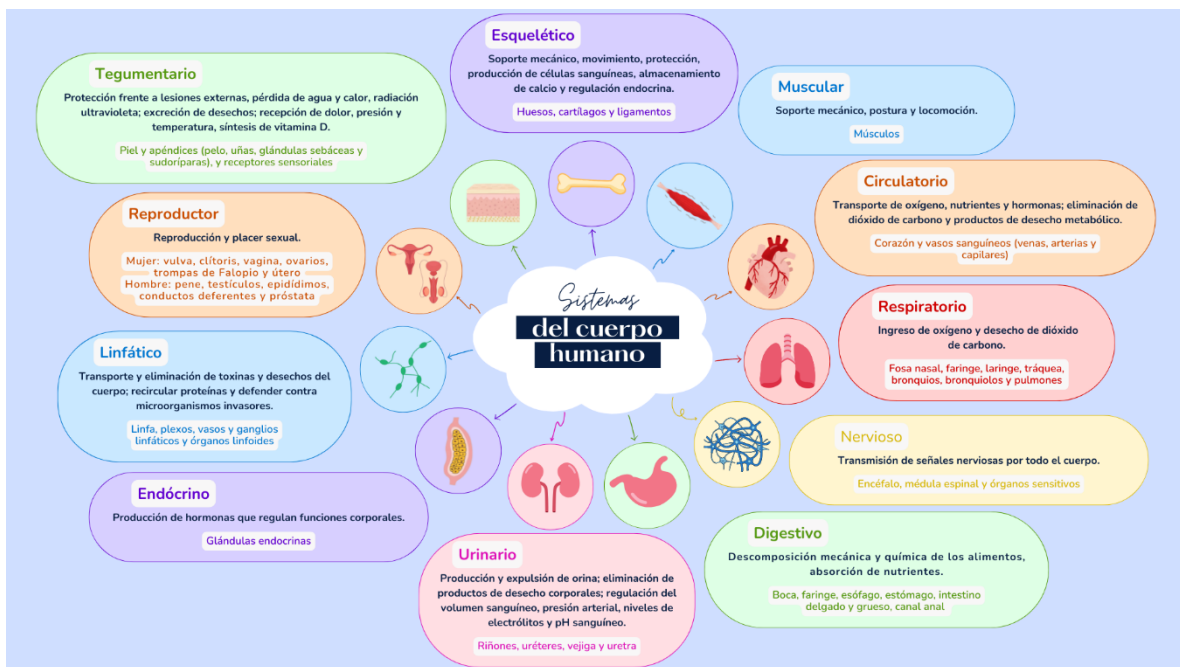 Sistemas
del cuerpo
humano
Esquelético
Soporte mecánico, movimiento, protección,
producción de células sanguíneas, almacenamiento
de calcio y regulación endocrina.
Huesos, cartílagos y ligamentos
Muscular
Soporte mecánico, postura y locomoción.
Músculos
Circulatorio
Transporte de oxígeno, nutrientes y hormonas; eliminación de
dióxido de carbono y productos de desecho metabólico.
Corazón y vasos sanguíneos (venas, arterias y
capilares)
Respiratorio
Ingreso de oxígeno y desecho de dióxido
de carbono.
Fosa nasal, faringe, laringe, tráquea,
bronquios, bronquiolos y pulmones
Nervioso
Transmisión de señales nerviosas por todo el cuerpo.
Encéfalo, médula espinal y órganos sensitivos
Digestivo
Descomposición mecánica y química de los alimentos,
absorción de nutrientes.
Boca, faringe, esófago, estómago, intestino
delgado y grueso, canal anal
Urinario
Producción y expulsión de orina; eliminación de
productos de desecho corporales; regulación del
volumen sanguíneo, presión arterial, niveles de
electrólitos y pH sanguíneo.
Riñones, uréteres, vejiga y uretra
Endócrino
Producción de hormonas que regulan funciones corporales.
Glándulas endocrinas
Linfático
Transporte y eliminación de toxinas y desechos del
cuerpo; recircular proteínas y defender contra
microorganismos invasores.
Linfa, plexos, vasos y ganglios
linfáticos y órganos linfoides
Reproductor
Reproducción y placer sexual.
Mujer: vulva, clítoris, vagina, ovarios,
trompas de Falopio y útero
Hombre: pene, testículos, epidídimos,
conductos deferentes y próstata
Tegumentario
Protección frente a lesiones externas, pérdida de agua y calor, radiación
ultravioleta; excreción de desechos; recepción de dolor, presión y
temperatura, síntesis de vitamina D.
Piel y apéndices (pelo, uñas, glándulas sebáceas y
sudoríparas), y receptores sensoriales